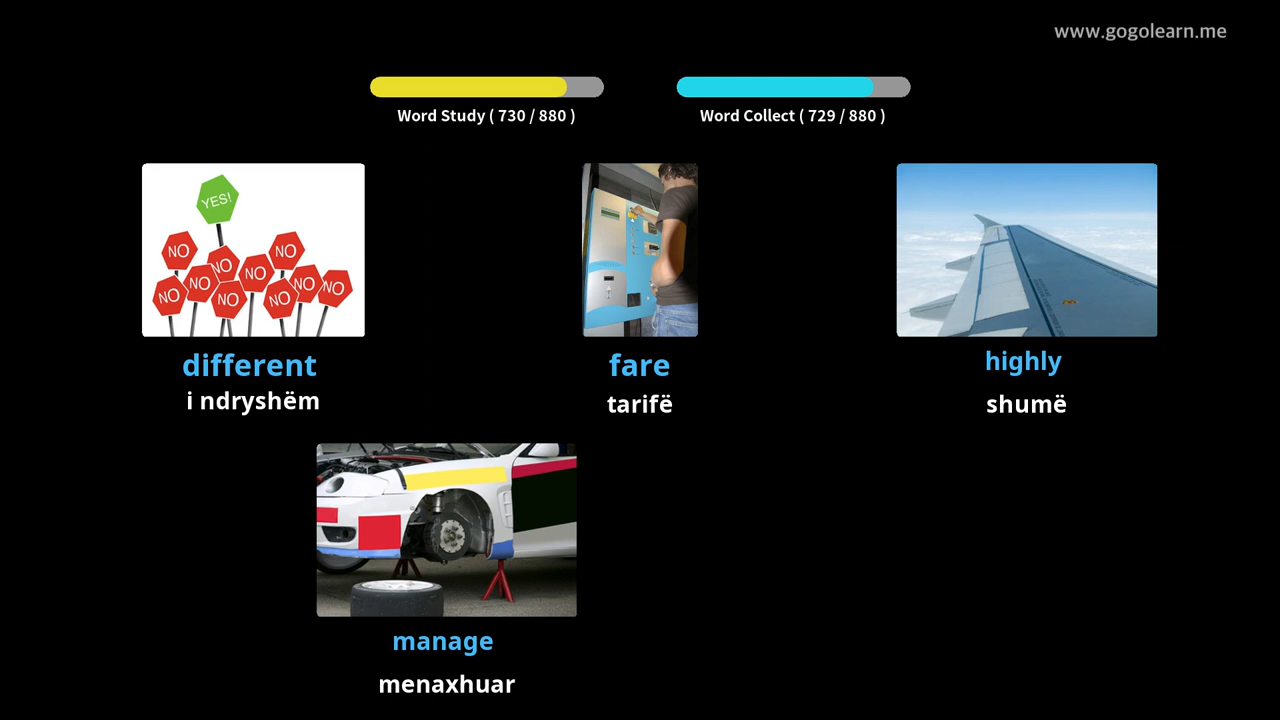 www.gogolearn.me
Word Study ( 730 / 880 )
Word Collect ( 729 / 880 )
YES!
NO
NO
NO
NO
NO
NO
NO
NO
NO
NO
different
i ndryshëm
fare
tarifë
highly
shumë
manage
menaxhuar